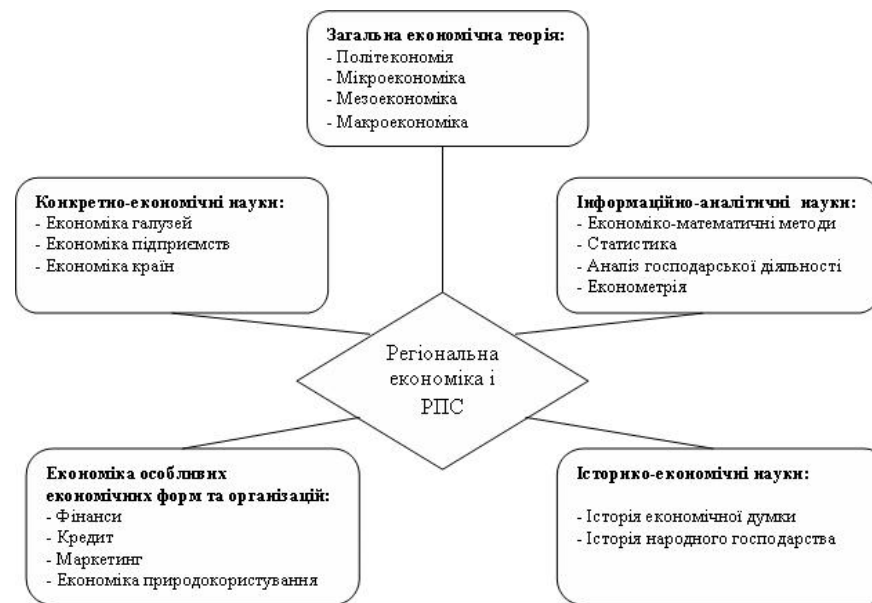 Загальна економічна теорія:
- Політекономія
- Мікроекономіка
- Мезоекономіка
- Макроекономіка
Конкретно-економічні науки:
- Економіка галузей
- Економіка підприємств
- Економіка країн
Інформаційно-аналітичні науки:
- Економіко-математичні методи
- Статистика
- Аналіз господарської діяльності
- Економетрія
Регіональна
економіка і
РПС
Економіка особливих
економічних форм та організацій:
- Фінанси
- Кредит
- Маркетинг
- Економіка природокористування
Історико-економічні науки:
- Історія економічної думки
- Історія народного господарства